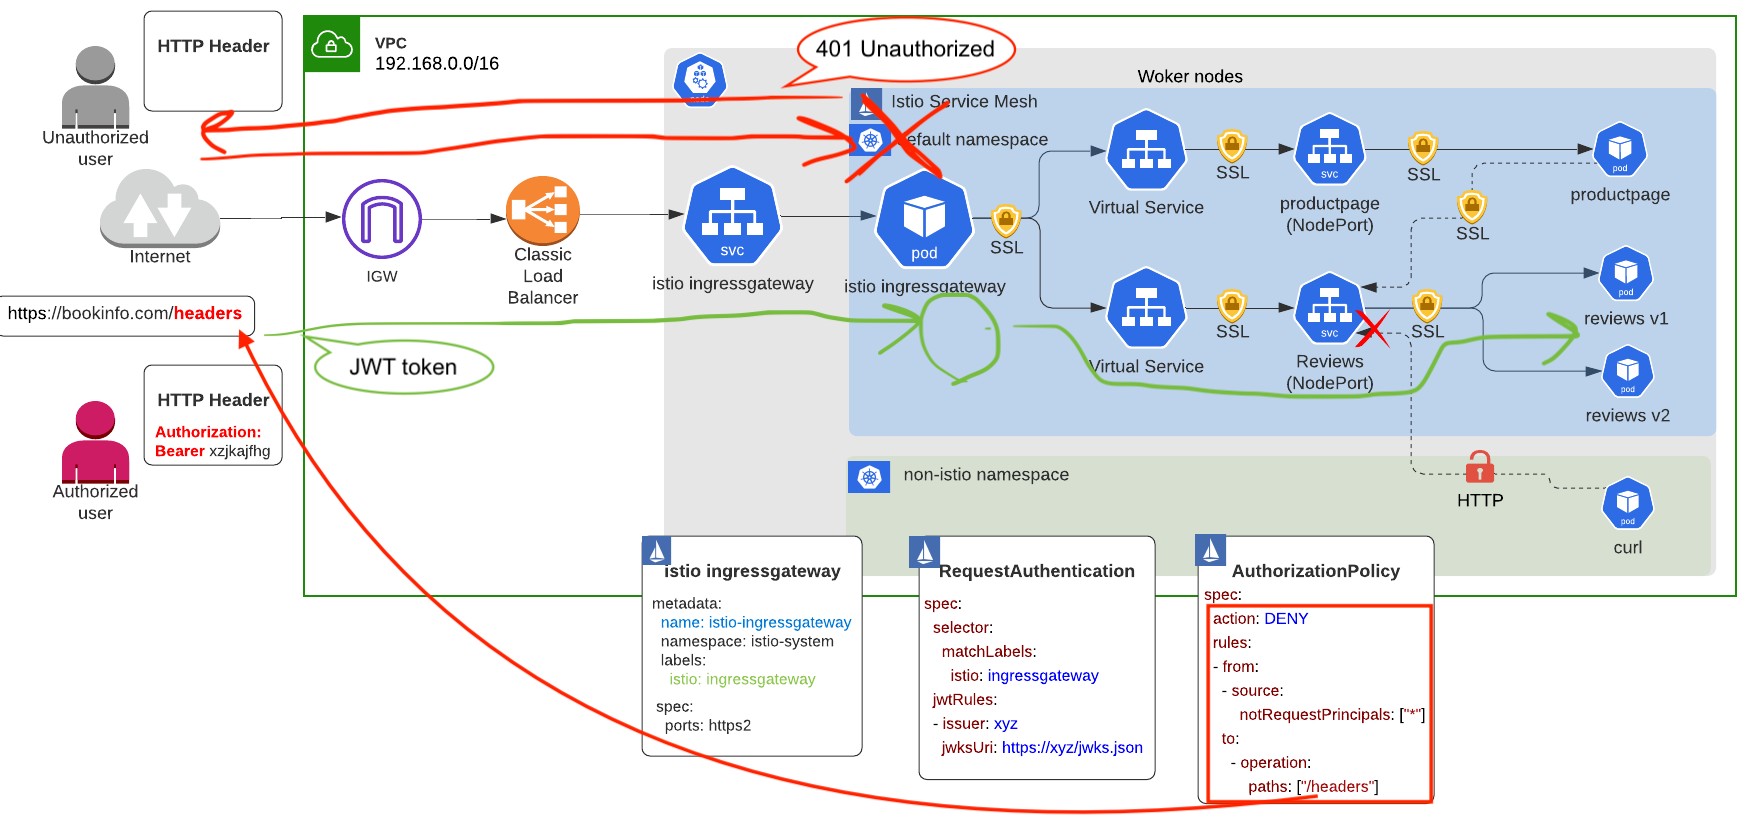 HTTP Header
Unauthorized
user
VPC
192.168.0.0/16
401 Unauthorized
Woker nodes
Istio Service Mesh
default namespace
Internet
IGW
Classic
Load
Balancer
svc
istio ingressgateway
pod
istio ingressgateway
SSL
Virtual Service
SSL
svc
productpage
(NodePort)
SSL
pod
productpage
SSL
Virtual Service
SSL
svc
Reviews
(NodePort)
SSL
pod
reviews v1
pod
reviews v2
https://bookinfo.com/headers
JWT token
HTTP Header
Authorization:
Bearer xzjkajfhg
Authorized
user
non-istio namespace
HTTP
pod
curl
istio ingressgateway
metadata:
name: istio-ingressgateway
namespace: istio-system
labels:
istio: ingressgateway
spec:
ports: https2
RequestAuthentication
spec:
selector:
matchLabels:
istio: ingressgateway
jwtRules:
- issuer: xyz
jwksUri: https://xyz/jwks.json
AuthorizationPolicy
spec:
action: DENY
rules:
- from:
- source:
notRequestPrincipals: ["*"]
to:
- operation:
paths: ["/headers"]